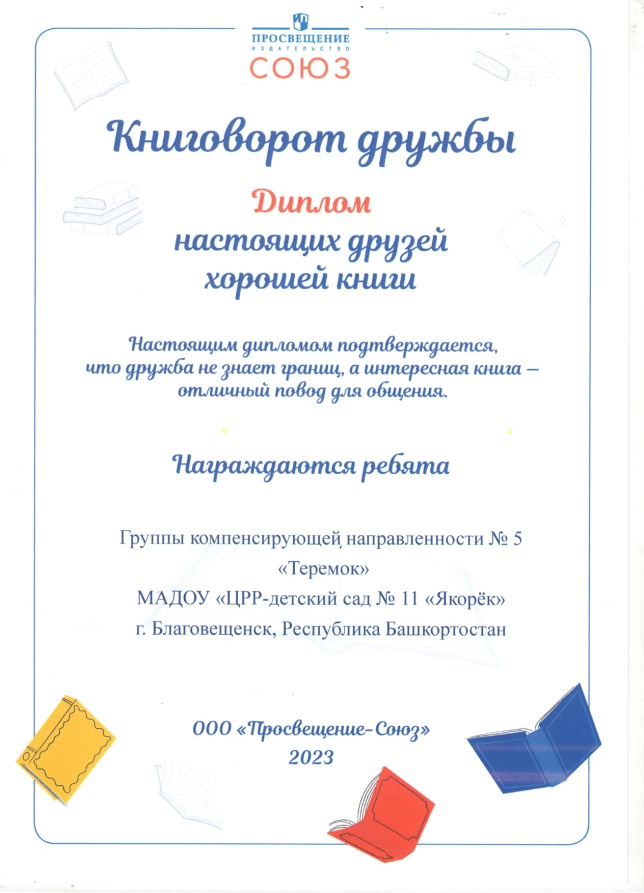 ПРОСВЕЩЕНИЕ
ИЗДАТЕЛЬСТВО
СОЮЗ
Книговорот дружбы
Диплом
настоящих друзей
хорошей книги
Настоящим дипломом подтверждается,
что дружба не знает границ, а интересная книга —
отличный повод для общения.
Награждаются ребята
Группы компенсирующей направленности № 5
«Теремок»
МАДОУ «ЦРР-детский сад № 11 «Якорёк»
г. Благовещенск, Республика Башкортостан
ООО «Просвещение-Союз»
2023